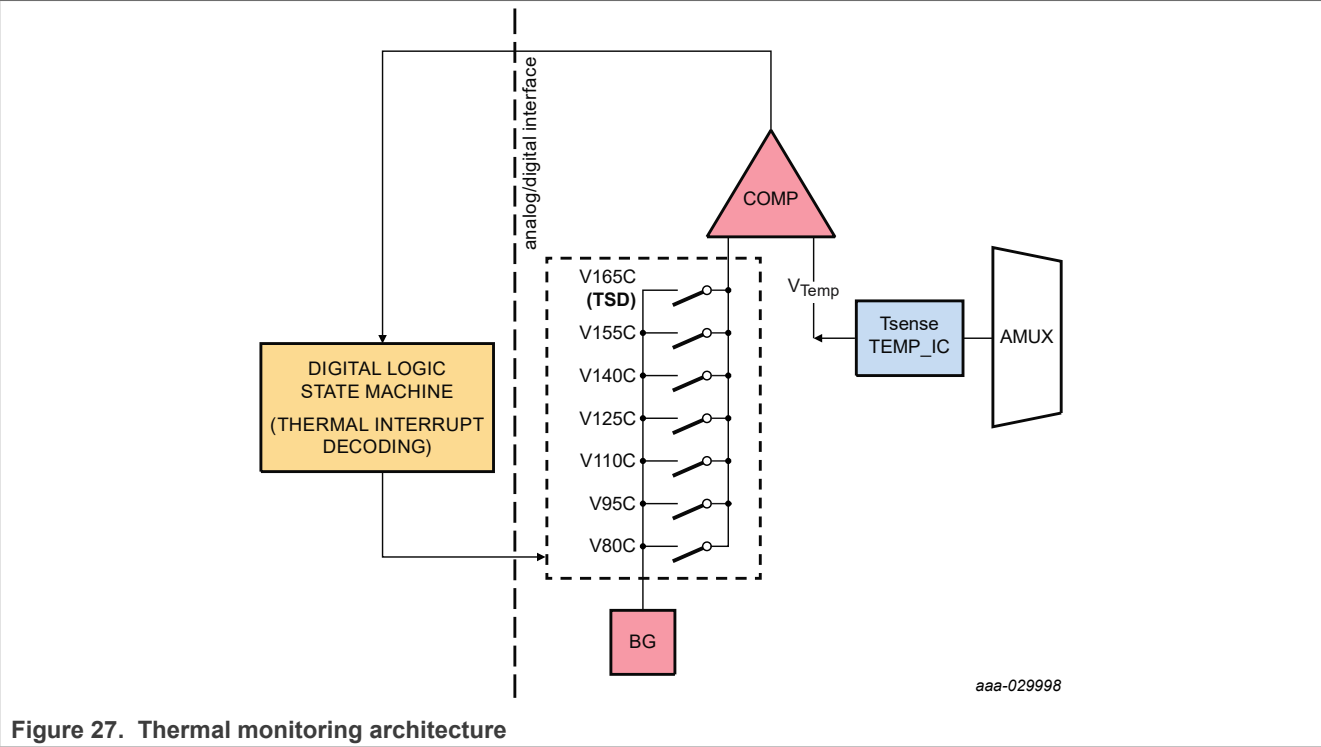 analog/digital interface
COMP
V165C
(TSD)
V155C
V140C
V125C
V110C
V95C
V80C
VTemp
Tsense
TEMP_IC
AMUX
DIGITAL LOGIC
STATE MACHINE
(THERMAL INTERRUPT
DECODING)
BG
aaa-029998
Figure 27. Thermal monitoring architecture